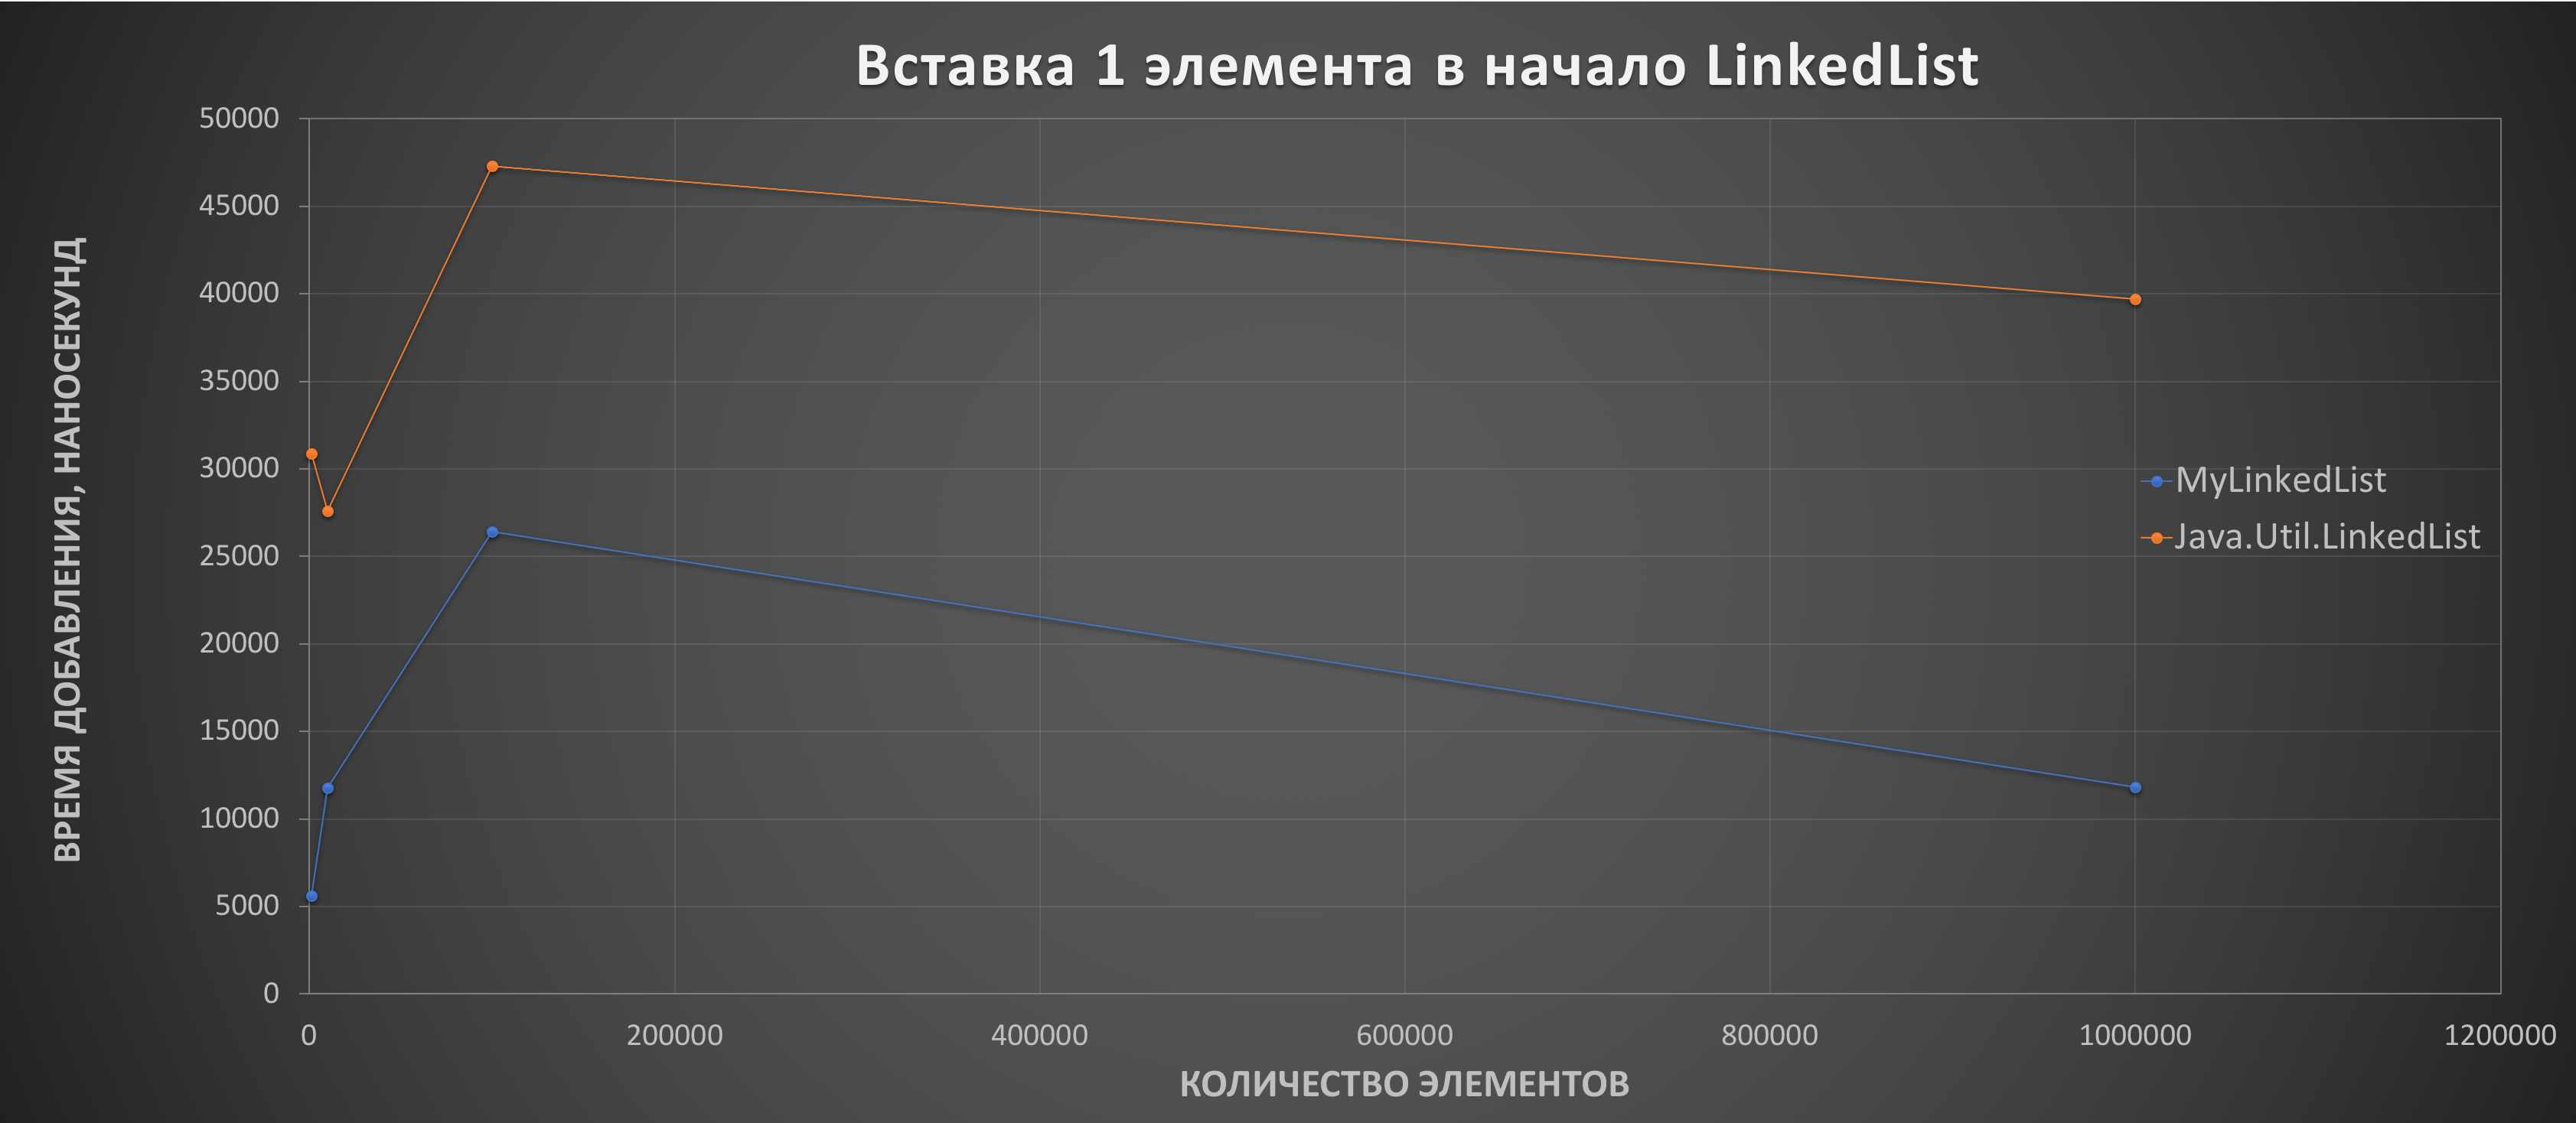 Вставка 1 элемента в начало LinkedList
ВРЕМЯ ДОБАВЛЕНИЯ, НАНОСЕКУНД
50000
45000
40000
35000
30000
25000
20000
15000
10000
5000
0
MyLinkedList
Java.Util.LinkedList
0 200000 400000 600000 800000 1000000 1200000
КОЛИЧЕСТВО ЭЛЕМЕНТОВ